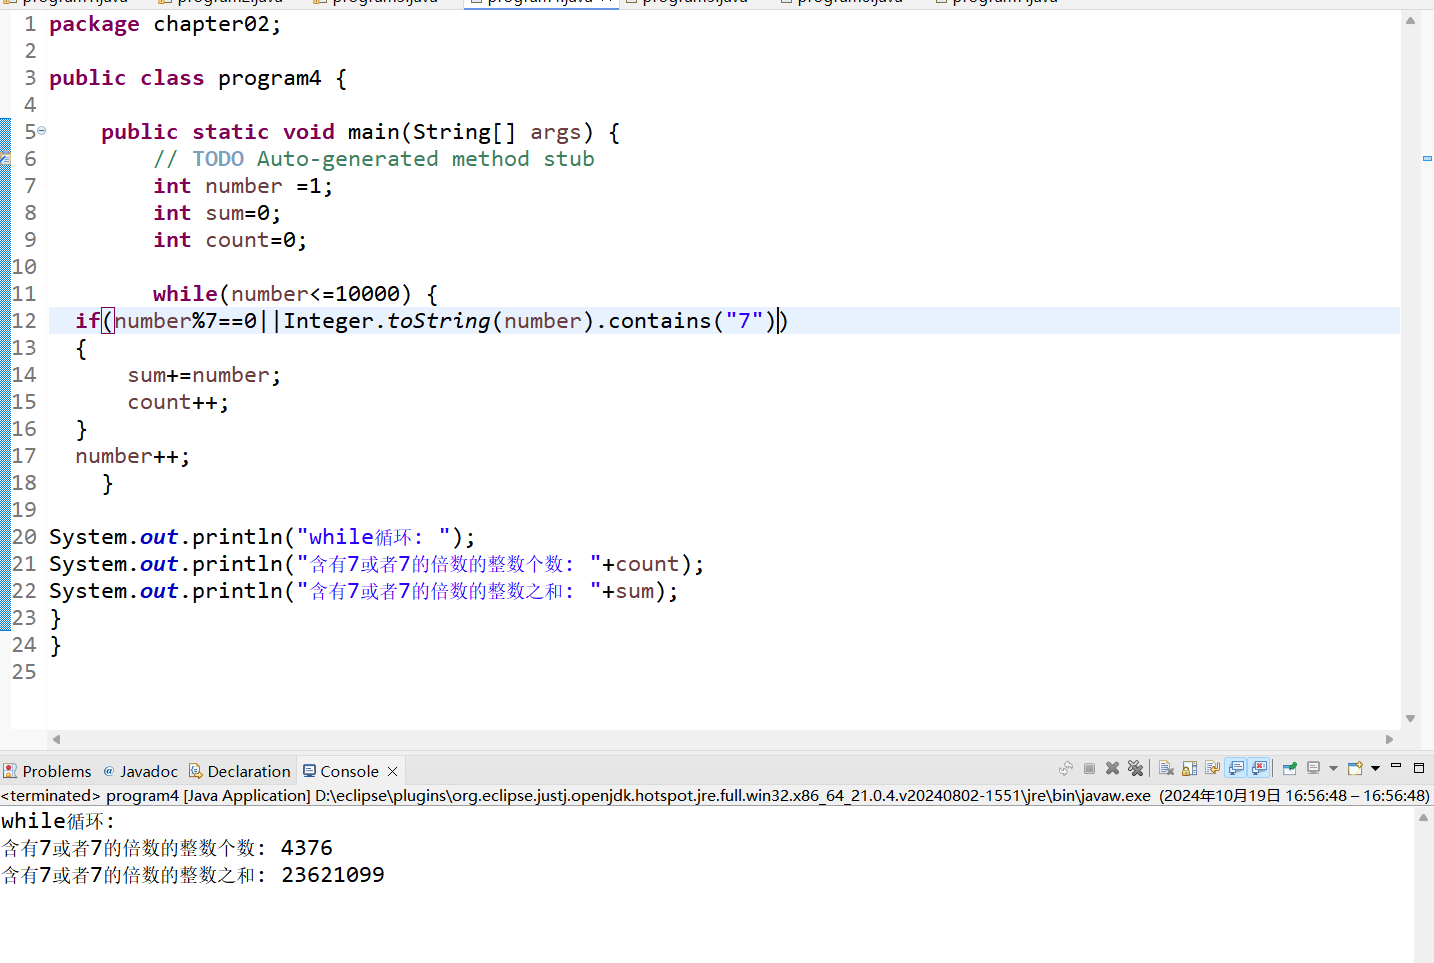 1 package chapter02;
2
3 public class program4 {
4
5 public static void main(String[] args) {
6 // TODO Auto-generated method stub
7 int number =1;
8 int sum=0;
9 int count=0;
10
11 while(number<=10000) {
12 if(number%7==0||Integer.toString(number).contains("7"))
13 {
14 sum+=number;
15 count++;
16 }
17 number++;
18 }
19
20 System.out.println("while循环: ");
21 System.out.println("含有7或者7的倍数的整数个数: "+count);
22 System.out.println("含有7或者7的倍数的整数之和: "+sum);
23 }
24 }
25
Problems @ Javadoc Declaration Console
<terminated> program4 [Java Application] D:\eclipse\plugins\org.eclipse.justj.openjdk.hotspot.jre.full.win32.x86_64_21.0.4.v20240802-1551\jre\bin\javaw.exe (2024年10月19日 16:56:48 – 16:56:48)
while循环:
含有7或者7的倍数的整数个数: 4376
含有7或者7的倍数的整数之和: 23621099